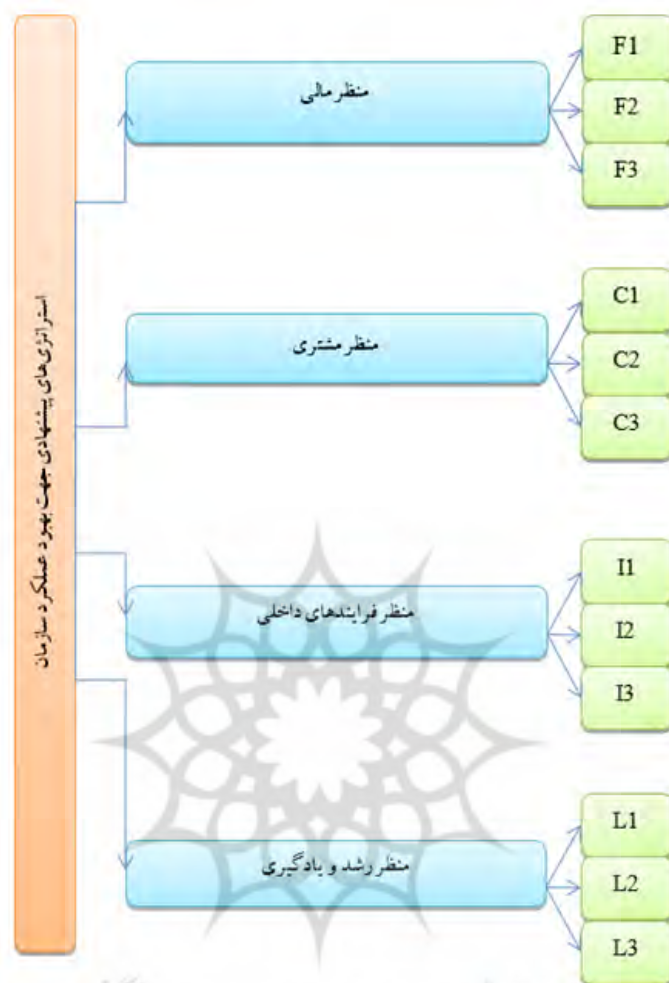 استراتژی‌های پیشنهادی جهت بهبود عملکرد سازمان
منظر مالی
F1
F2
F3
منظر مشتری
C1
C2
C3
منظر فرایندهای داخلی
I1
I2
I3
منظر رشد و یادگیری
L1
L2
L3